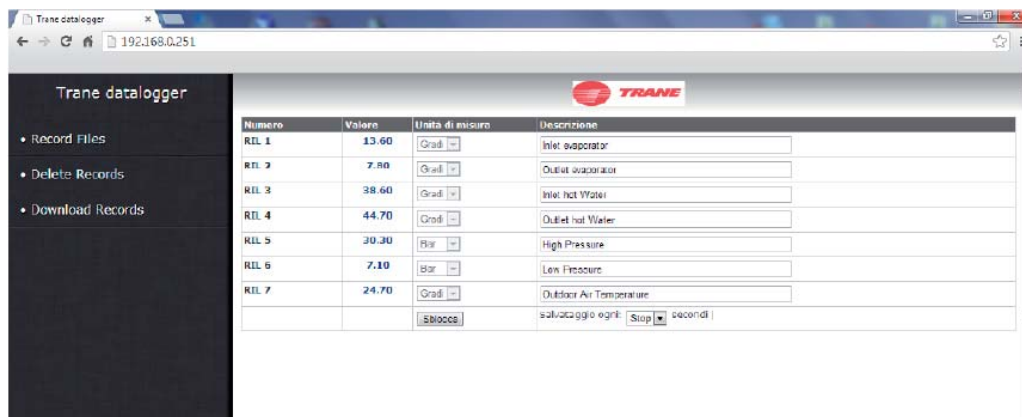 Trane datalogger
192.168.0.251
Trane datalogger
• Record Files
• Delete Records
• Download Records
TRANE
Numero Valore Unità di misura Descrizione
RIL 1 13.60 Gradi Inlet evaporator
RIL 2 7.80 Gradi Outlet evaporator
RIL 3 38.60 Gradi Inlet hot Water
RIL 4 44.70 Gradi Outlet hot Water
RIL 5 30.30 Bar High Pressure
RIL 6 7.10 Bar Low Pressure
RIL 7 24.70 Gradi Outdoor Air Temperature
Sblocca salvataggio ogni: Stop secondi |